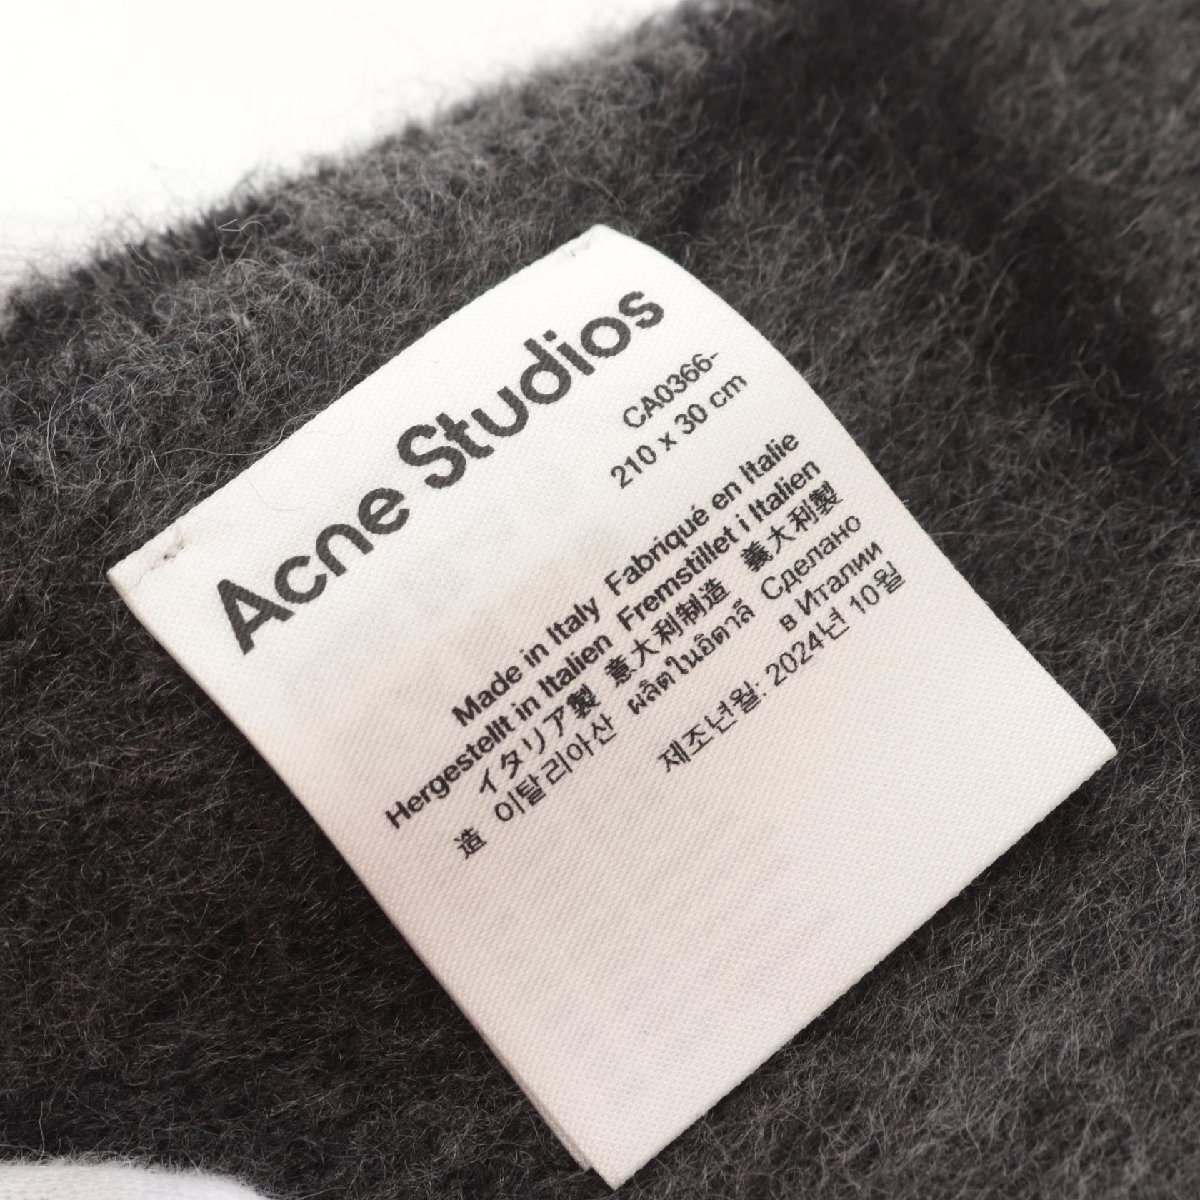 Acne Studios
CA0366-
210 x 30 cm
Made in Italy Fabriqué en Italie
Hergestellt in Italien Fremstillet i Italien
イタリア製 意大利制造 義大利製
造 이탈리아산 ผลิตในอิตาลี Сделано
в Италии
제조년월: 2024년 10월